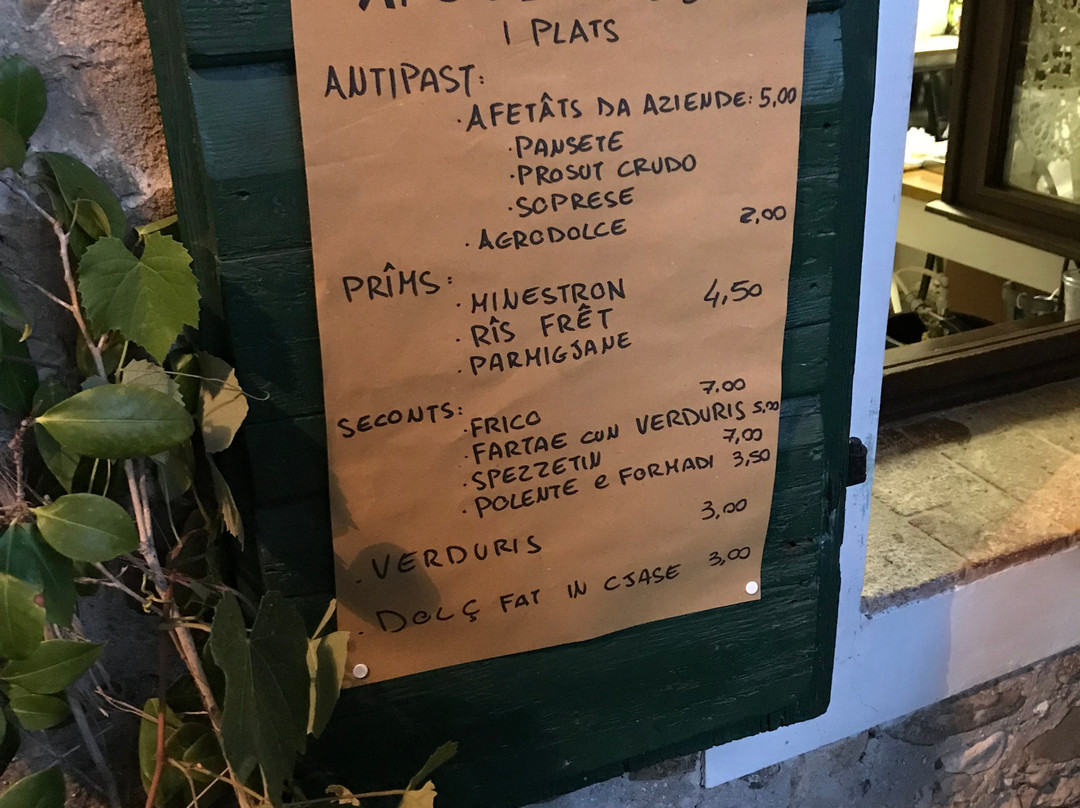 I PLATS
ANTIPAST:
· AFETÂTS DA AZIENDE: 5,00
· PANSETE
· PROSUT CRUDO
· SOPRESE
· AGRODOLCE 2,00
PRÎMS:
· MINESTRON 4,50
· RÎS FRÊT
· PARMIGJANE
SECONTS:
· FRICO 7,00
· FARTAE CUN VERDURIS 5,00
· SPEZZETIN 7,00
· POLENTE e FORMADI 3,50
· VERDURIS 3,00
· DOLÇ FAT IN CJASE 3,00